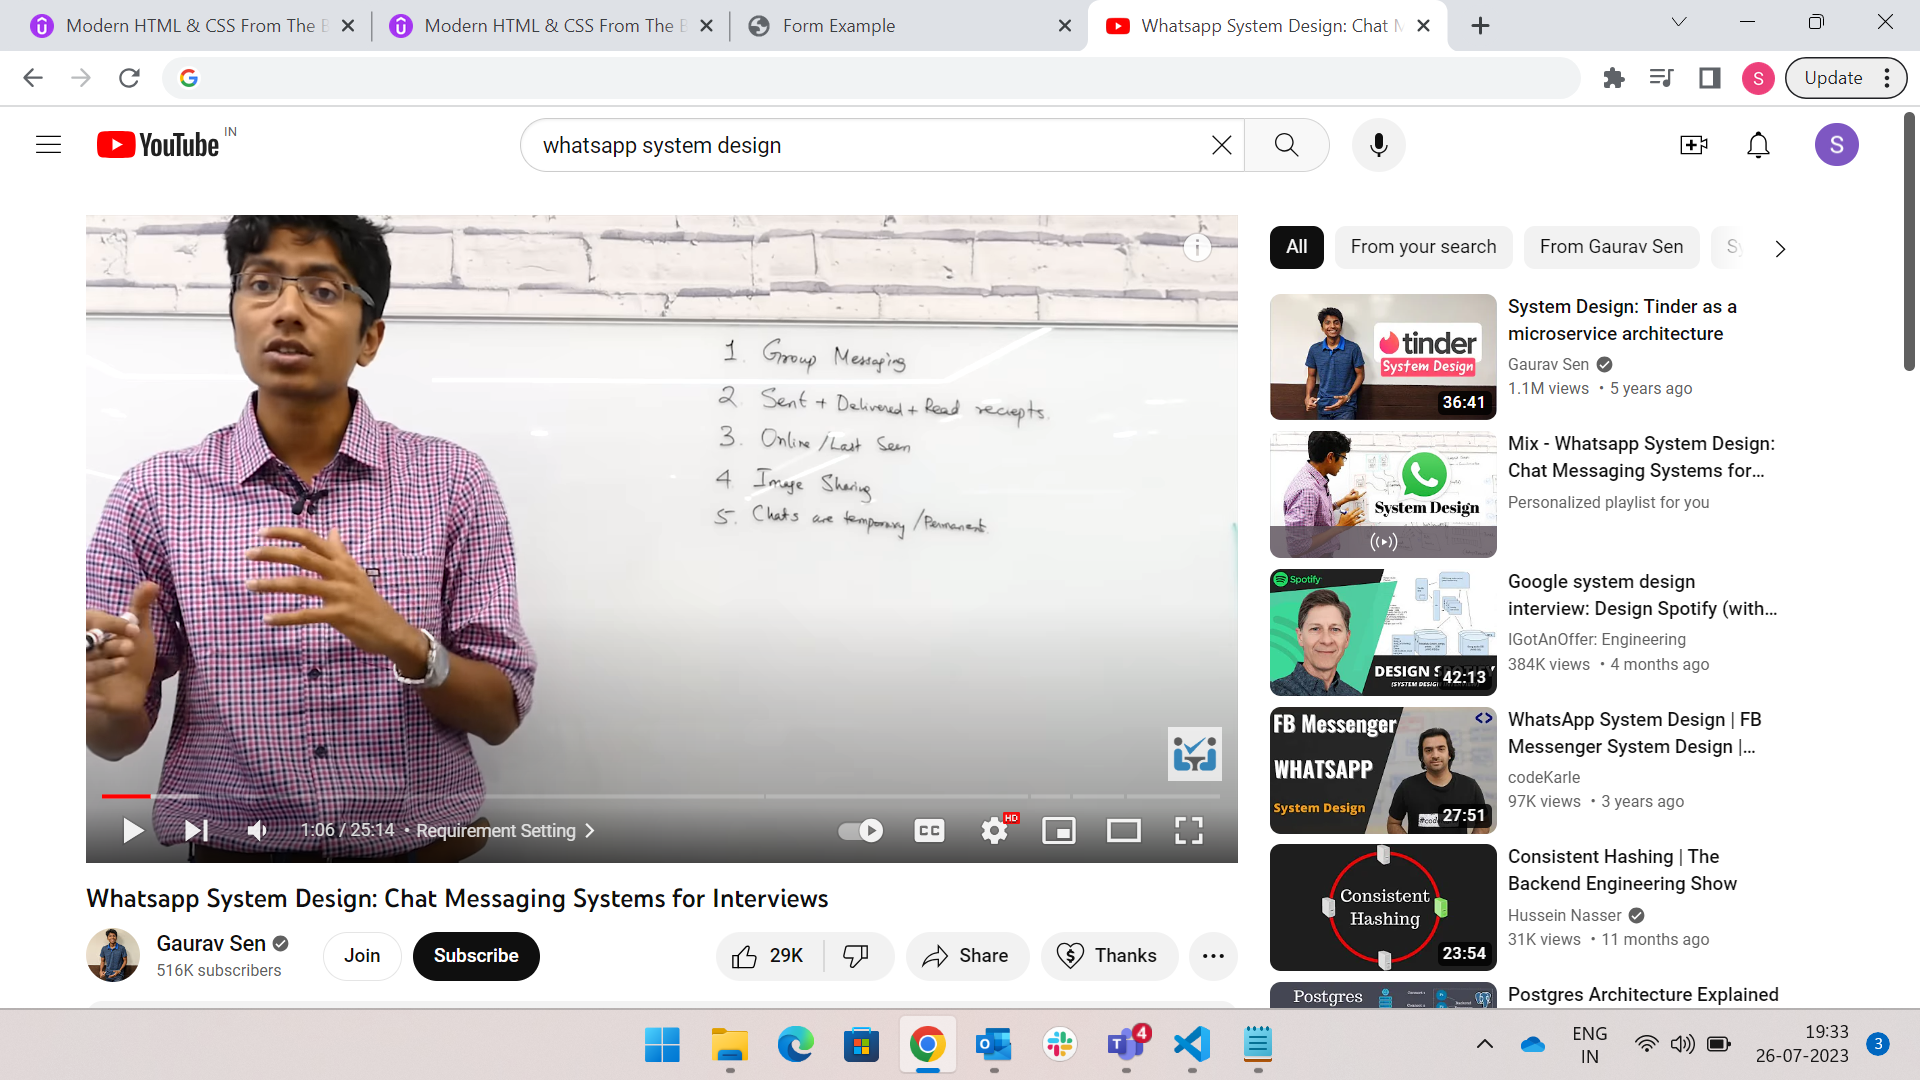 Modern HTML & CSS From The B
Modern HTML & CSS From The B
Form Example
Whatsapp System Design: Chat M
S
Update
YouTube IN
whatsapp system design
S
1. Group Messaging
2. Sent + Delivered + Read reciepts.
3. Online/Last Seen
4 Image Sharing
5. Chats are temporary/Permanent.
1:06 / 25:14 • Requirement Setting
CC
HD
Whatsapp System Design: Chat Messaging Systems for Interviews
Gaurav Sen
516K subscribers
Join
Subscribe
29K
Share
Thanks
All
From your search
From Gaurav Sen
Sy
tinder
System Design
36:41
System Design: Tinder as a
microservice architecture
Gaurav Sen
1.1M views • 5 years ago
System Design
Mix - Whatsapp System Design:
Chat Messaging Systems for...
Personalized playlist for you
Spotify
DESIGN S
42:13
Google system design
interview: Design Spotify (with...
IGotAnOffer: Engineering
384K views • 4 months ago
FB Messenger
WHATSAPP
System Design
27:51
WhatsApp System Design | FB
Messenger System Design |...
codeKarle
97K views • 3 years ago
Consistent
Hashing
23:54
Consistent Hashing | The
Backend Engineering Show
Hussein Nasser
31K views • 11 months ago
Postgres
Postgres Architecture Explained
4
ENG
IN
19:33
26-07-2023
3